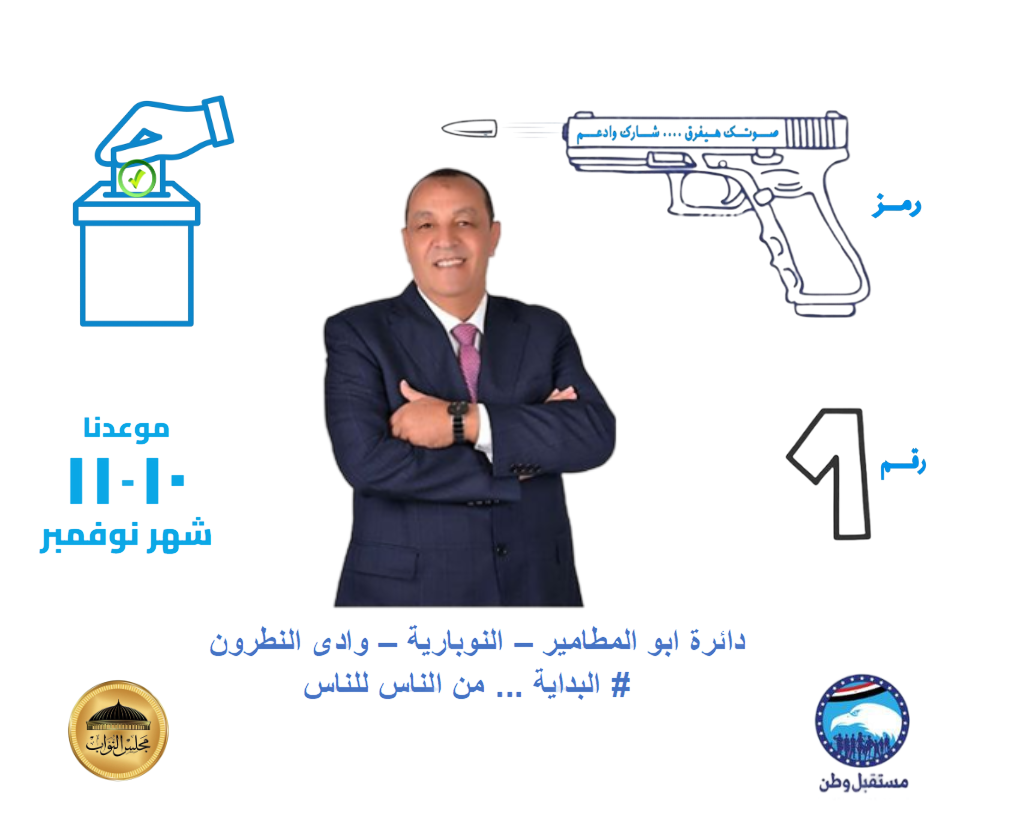 صوتك هيفرق .... شارك وادعم
رمز
موعدنا
١٠-١١
شهر نوفمبر
رقم
1
دائرة ابو المطامير – النوبارية – وادى النطرون
# البداية ... من الناس للناس
مجلس النواب
مستقبل وطن